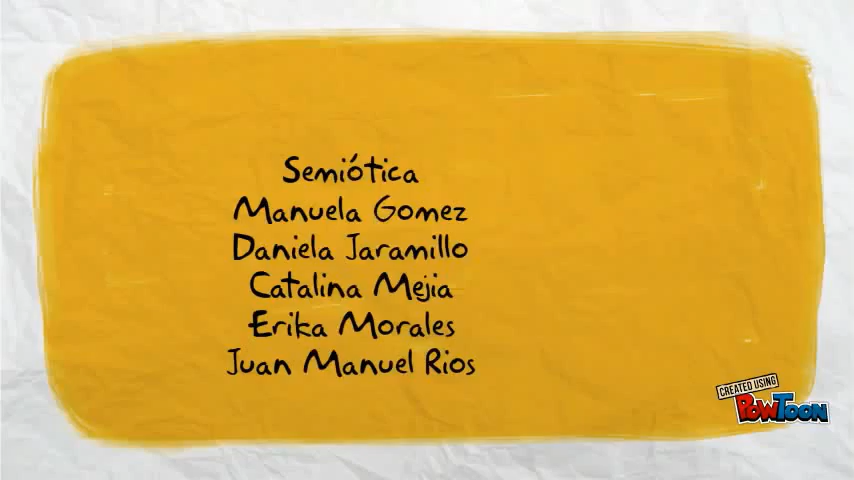 Semiótica
Manuela Gomez
Daniela Jaramillo
Catalina Mejia
Erika Morales
Juan Manuel Rios
CREATED USING
POWTOON